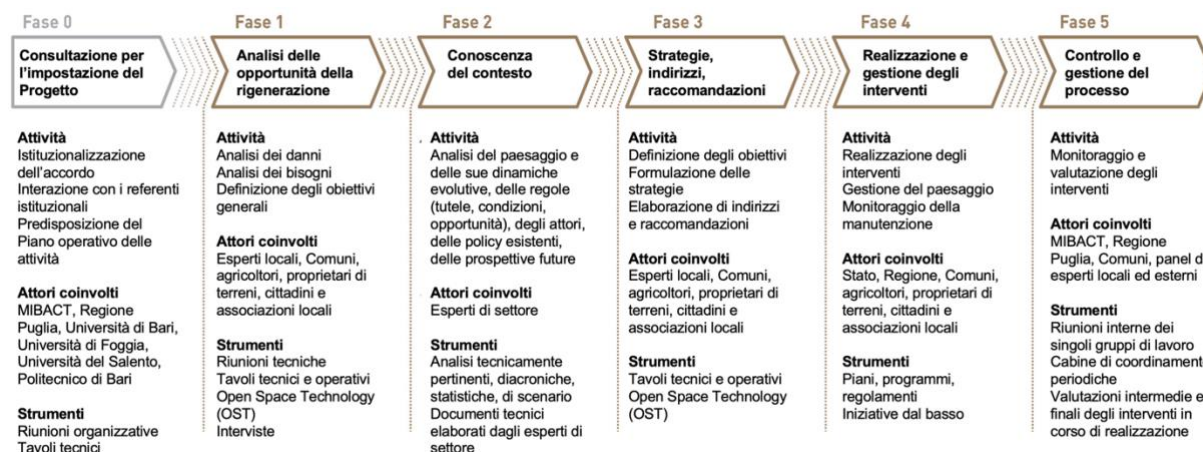 Fase 0
Consultazione per
l'impostazione del
Progetto
Attività
Istituzionalizzazione
dell'accordo
Interazione con i referenti
istituzionali
Predisposizione del
Piano operativo delle
attività
Attori coinvolti
MIBACT, Regione
Puglia, Università di Bari,
Università di Foggia,
Università del Salento,
Politecnico di Bari
Strumenti
Riunioni organizzative
Tavoli tecnici
Fase 1
Analisi delle
opportunità della
rigenerazione
Attività
Analisi dei danni
Analisi dei bisogni
Definizione degli obiettivi
generali
Attori coinvolti
Esperti locali, Comuni,
agricoltori, proprietari di
terreni, cittadini e
associazioni locali
Strumenti
Riunioni tecniche
Tavoli tecnici e operativi
Open Space Technology
(OST)
Interviste
Fase 2
Conoscenza
del contesto
Attività
Analisi del paesaggio e
delle sue dinamiche
evolutive, delle regole
(tutele, condizioni,
opportunità), degli attori,
delle policy esistenti,
delle prospettive future
Attori coinvolti
Esperti di settore
Strumenti
Analisi tecnicamente
pertinenti, diacroniche,
statistiche, di scenario
Documenti tecnici
elaborati dagli esperti di
settore
Fase 3
Strategie,
indirizzi,
raccomandazioni
Attività
Definizione degli obiettivi
Formulazione delle
strategie
Elaborazione di indirizzi
e raccomandazioni
Attori coinvolti
Esperti locali, Comuni,
agricoltori, proprietari di
terreni, cittadini e
associazioni locali
Strumenti
Tavoli tecnici e operativi
Open Space Technology
(OST)
Fase 4
Realizzazione e
gestione degli
interventi
Attività
Realizzazione degli
interventi
Gestione del paesaggio
Monitoraggio della
manutenzione
Attori coinvolti
Stato, Regione, Comuni,
agricoltori, proprietari di
terreni, cittadini e
associazioni locali
Strumenti
Piani, programmi,
regolamenti
Iniziative dal basso
Fase 5
Controllo e
gestione del
processo
Attività
Monitoraggio e
valutazione degli
interventi
Attori coinvolti
MIBACT, Regione
Puglia, Comuni, panel d
esperti locali ed esterni
Strumenti
Riunioni interne dei
singoli gruppi di lavoro
Cabine di coordinament
periodiche
Valutazioni intermedie e
finali degli interventi in
corso di realizzazione